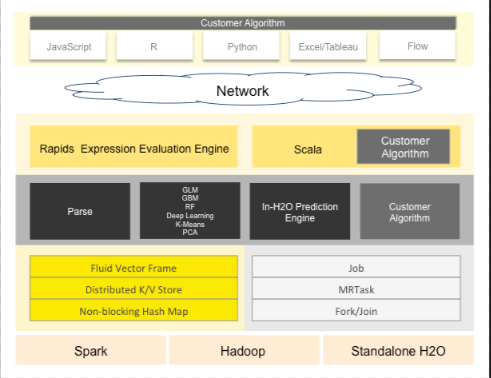 Customer Algorithm
JavaScript
R
Python
Excel/Tableau
Flow
Network
Rapids Expression Evaluation Engine
Scala
Customer
Algorithm
Parse
GLM
GBM
RF
Deep Learning
K-Means
PCA
In-H2O Prediction
Engine
Customer
Algorithm
Fluid Vector Frame
Distributed K/V Store
Non-blocking Hash Map
Job
MRTask
Fork/Join
Spark
Hadoop
Standalone H2O